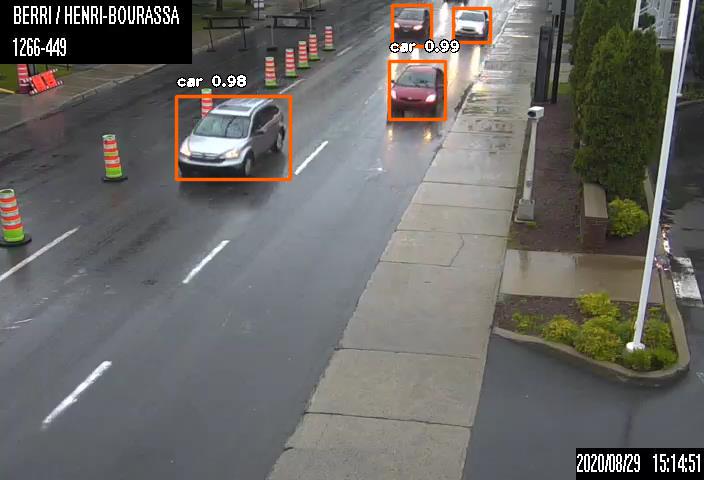 BERRI / HENRI-BOURASSA
1266-449
car 0.99
car 0.98
2020/08/29 15:14:51